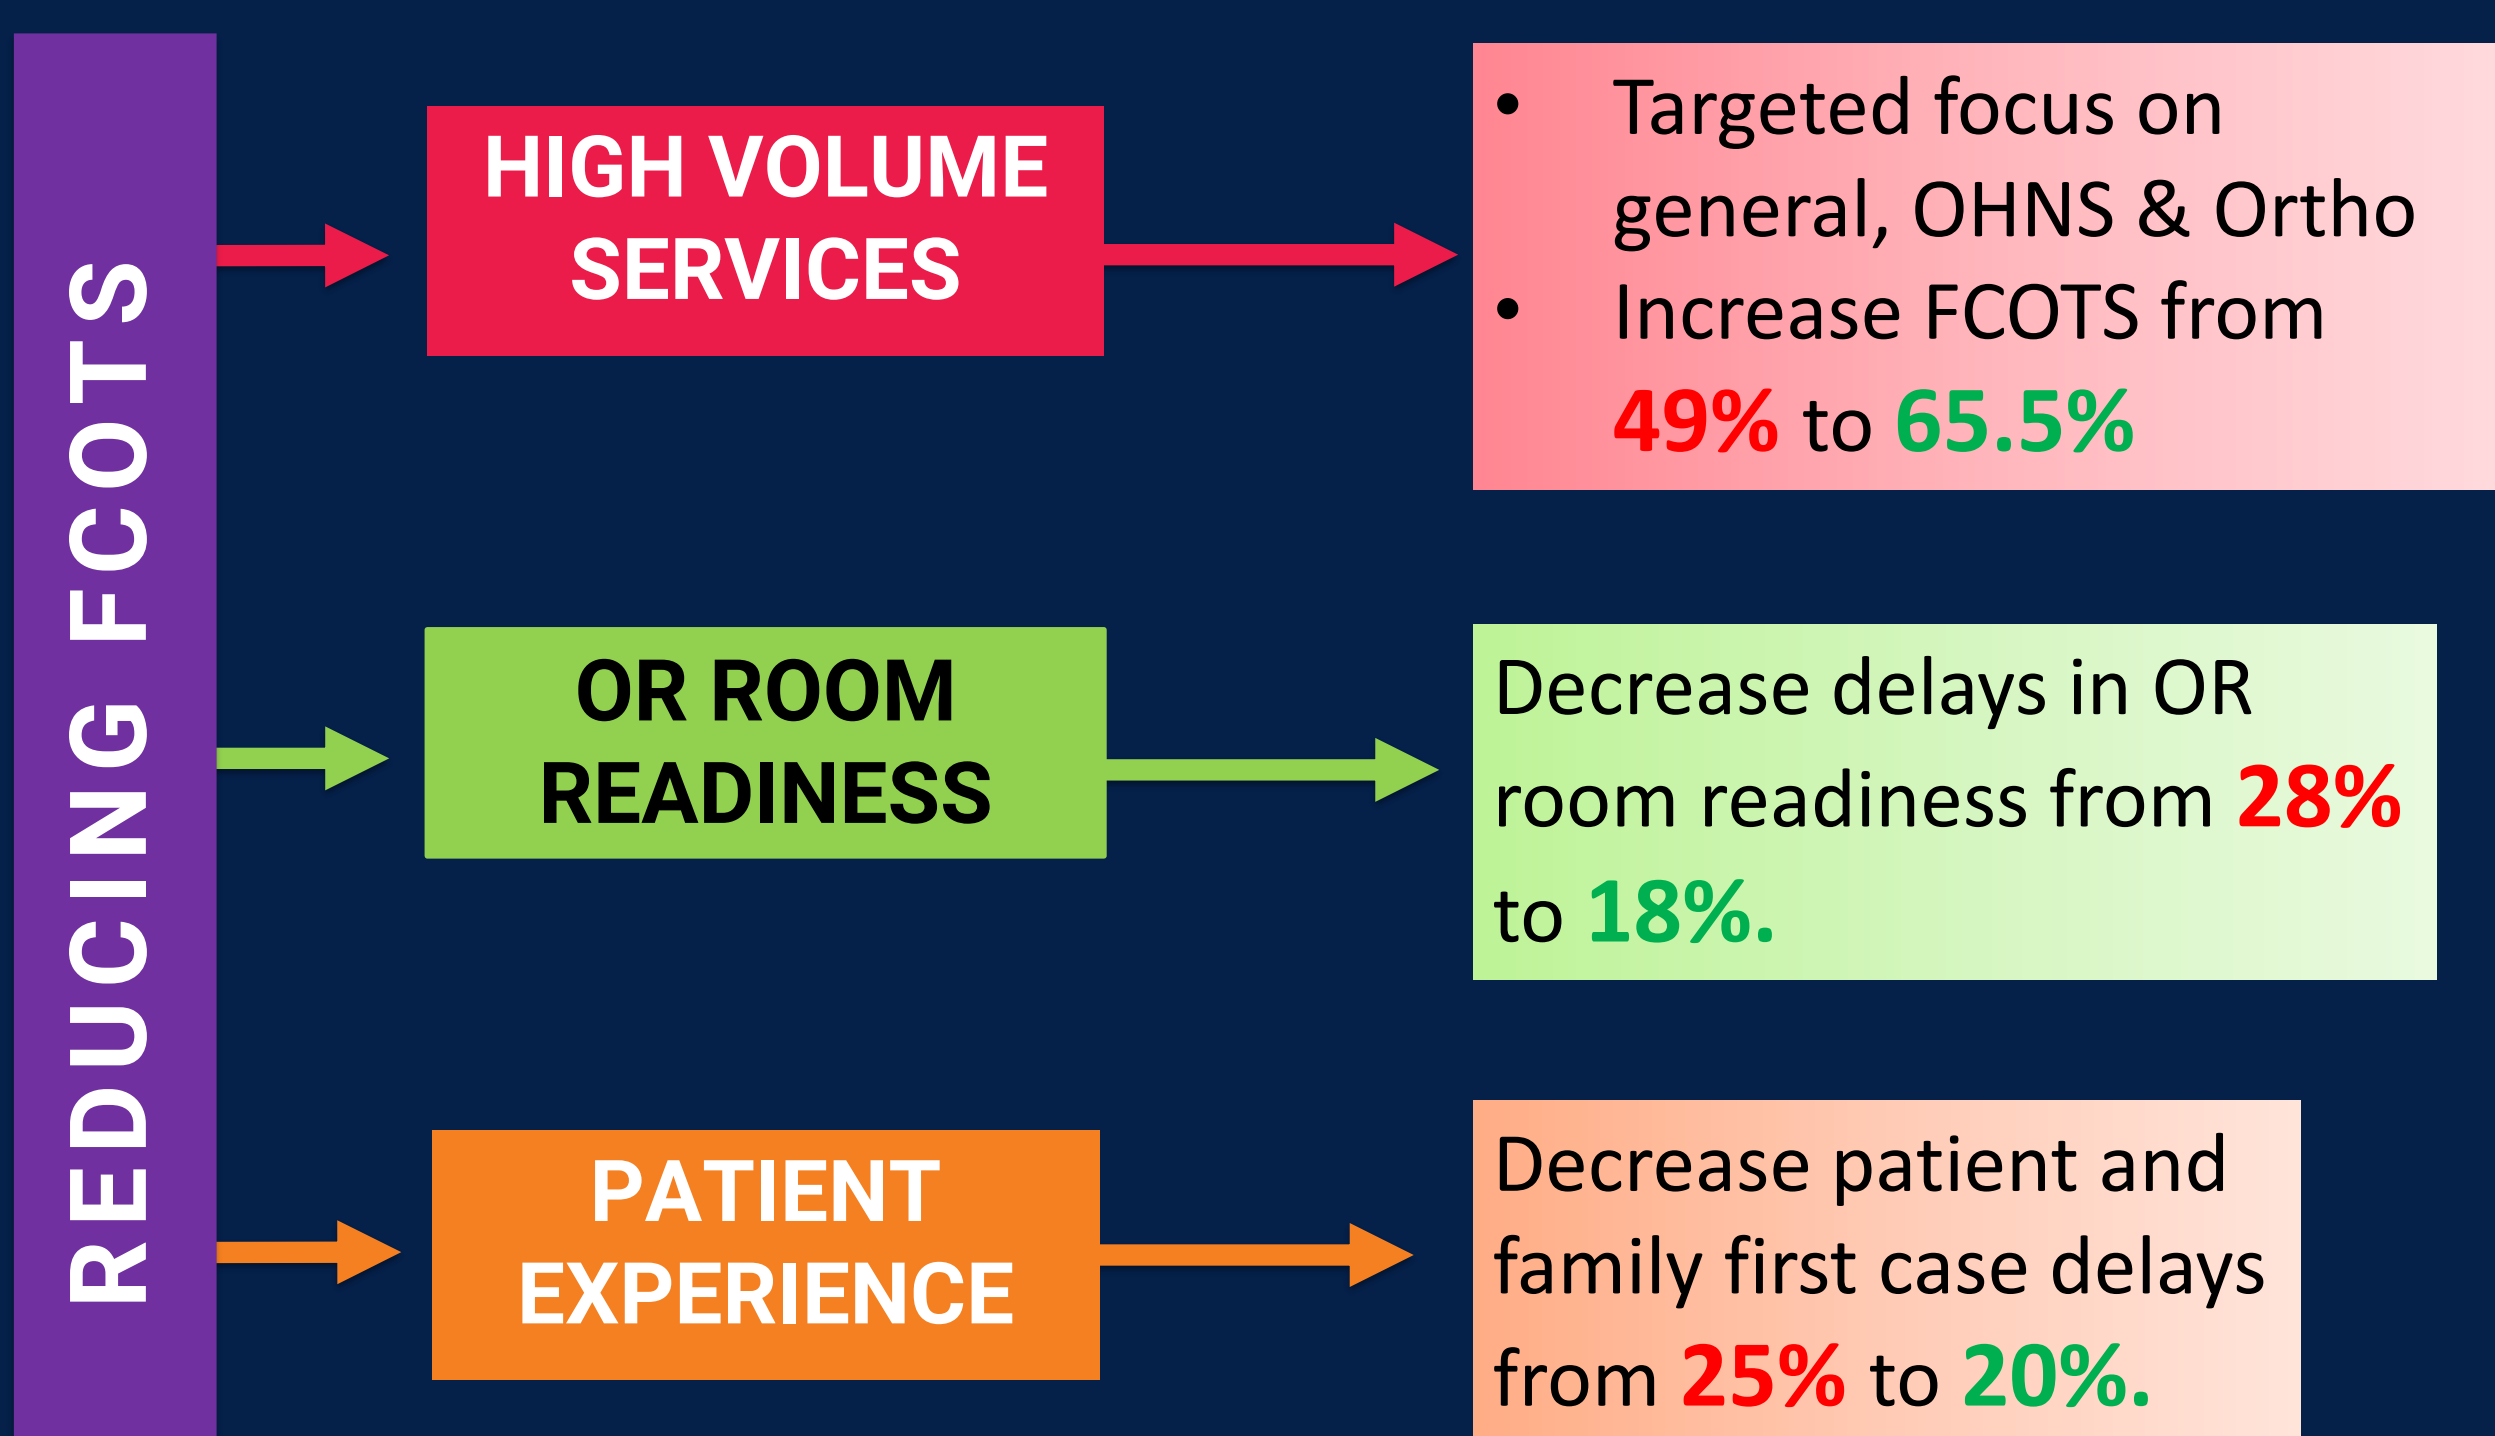 REDUCING FCOTS
HIGH VOLUME
SERVICES
• Targeted focus on
general, OHNS & Ortho
• Increase FCOTS from
49% to 65.5%
OR ROOM
READINESS
Decrease delays in OR
room readiness from 28%
to 18%.
PATIENT
EXPERIENCE
Decrease patient and
family first case delays
from 25% to 20%.